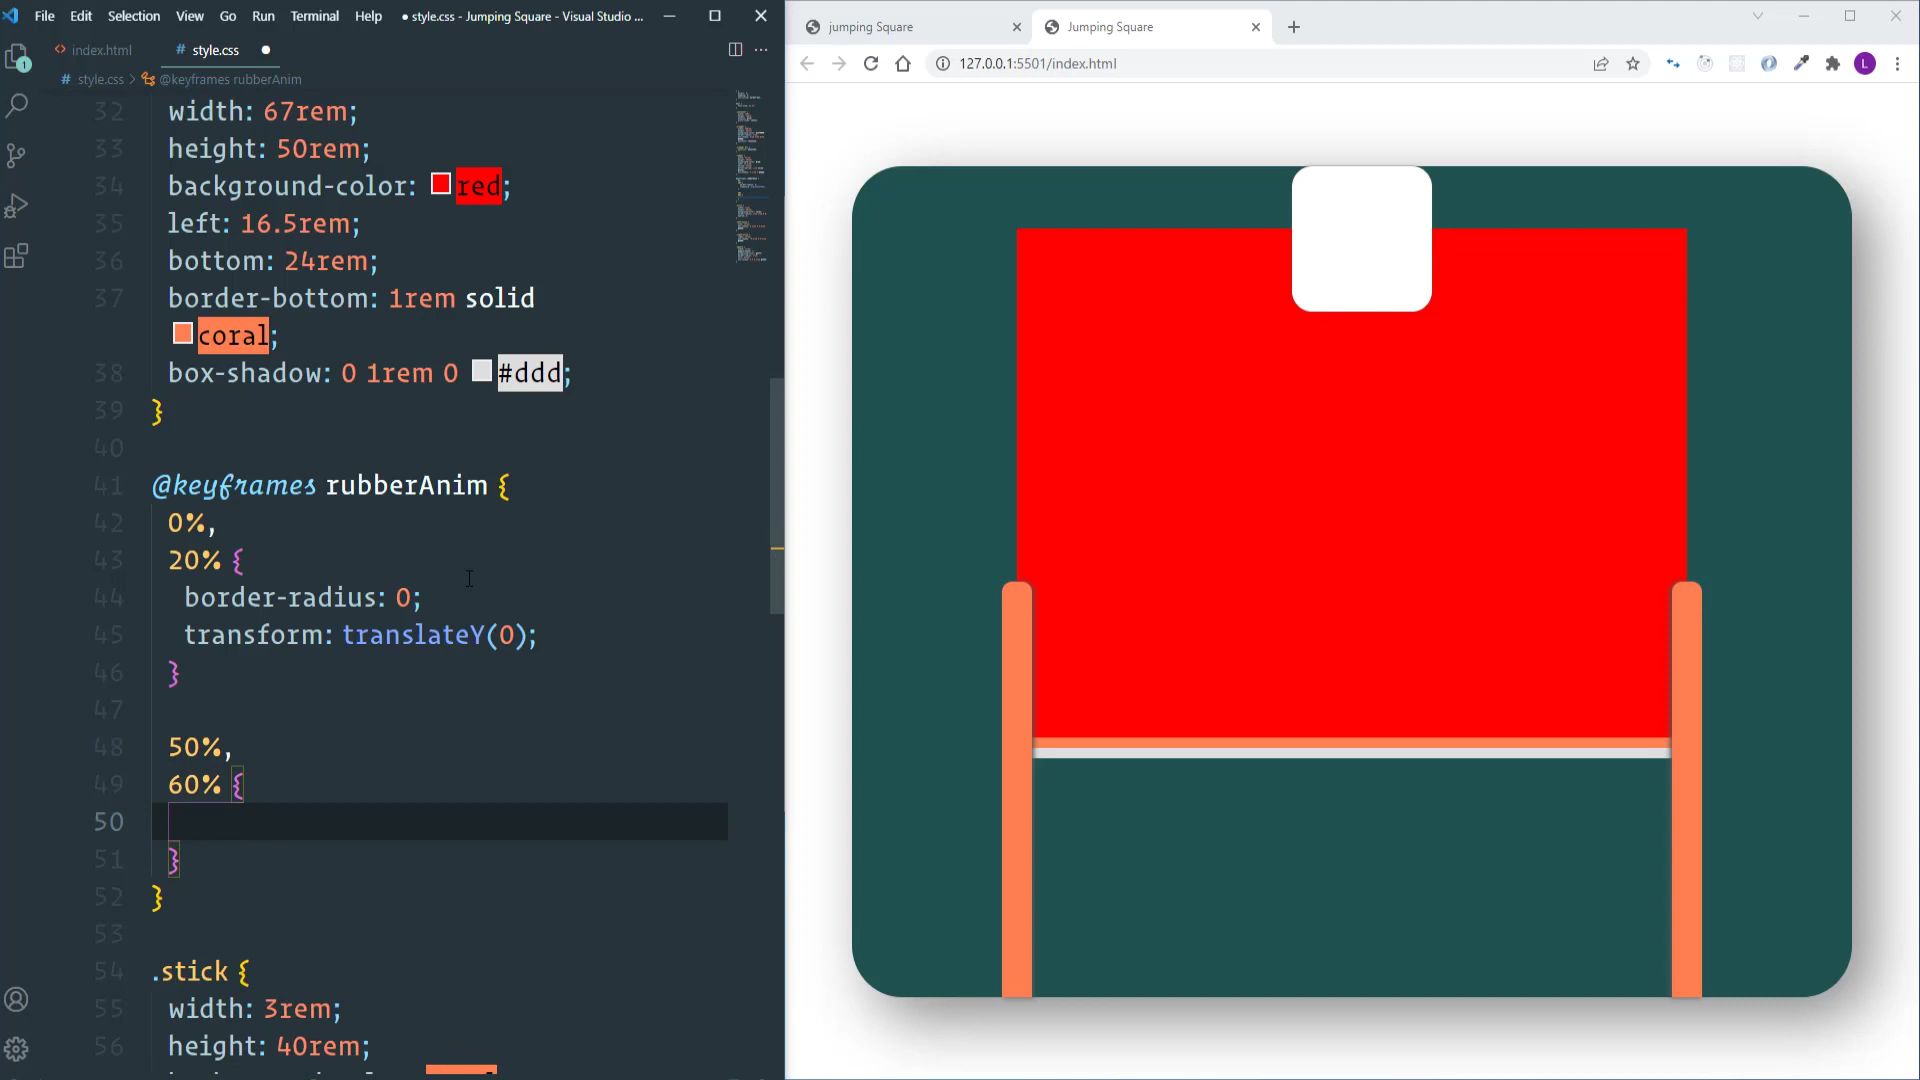 File Edit Selection View Go Run Terminal Help ● style.css - Jumping Square - Visual Studio ...
index.html
# style.css
# style.css > @keyframes rubberAnim
32 width: 67rem;
33 height: 50rem;
34 background-color: red;
35 left: 16.5rem;
36 bottom: 24rem;
37 border-bottom: 1rem solid
coral;
38 box-shadow: 0 1rem 0 #ddd;
39 }
40
41 @keyframes rubberAnim {
42 0%,
43 20% {
44 border-radius: 0;
45 transform: translateY(0);
46 }
47
48 50%,
49 60% {
50
51 }
52 }
53
54 .stick {
55 width: 3rem;
56 height: 40rem;
1
jumping Square
Jumping Square
127.0.0.1:5501/index.html
L